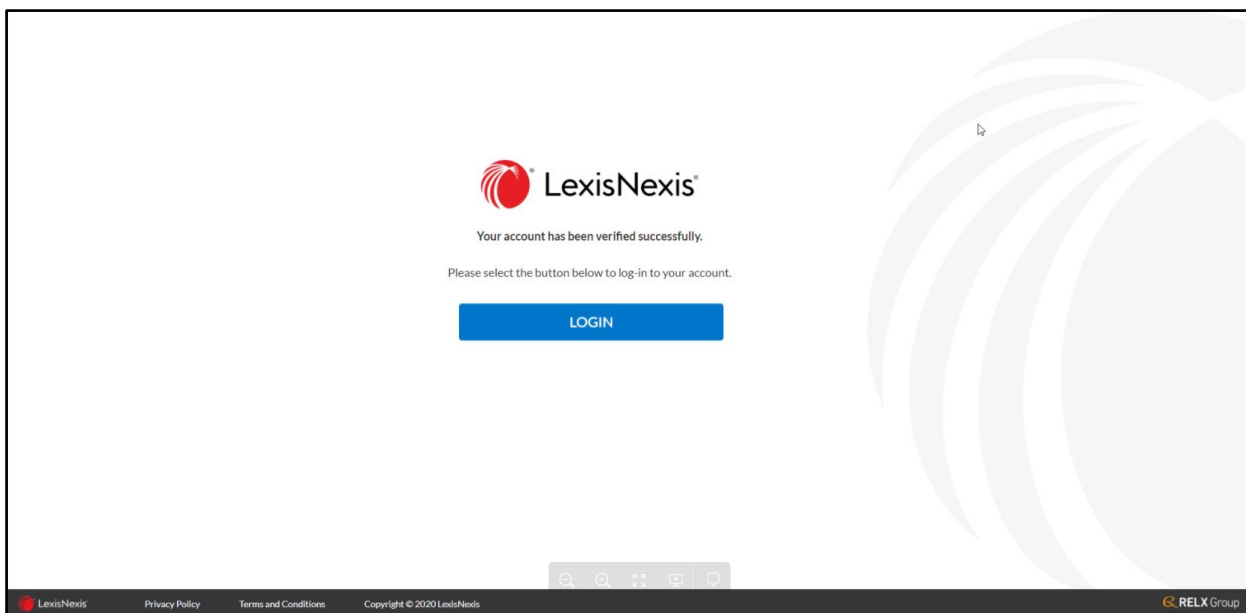 LexisNexis®
Your account has been verified successfully.
Please select the button below to log-in to your account.
LOGIN
LexisNexis® Privacy Policy Terms and Conditions Copyright © 2020 LexisNexis RELX Group